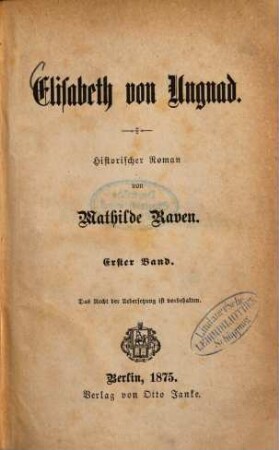 Elisabeth von Ungnad.
Historischer Roman
von
Mathilde Raven.
Erster Band.
Das Recht der Uebersetzung ist vorbehalten.
Berlin, 1875.
Verlag von Otto Janke.